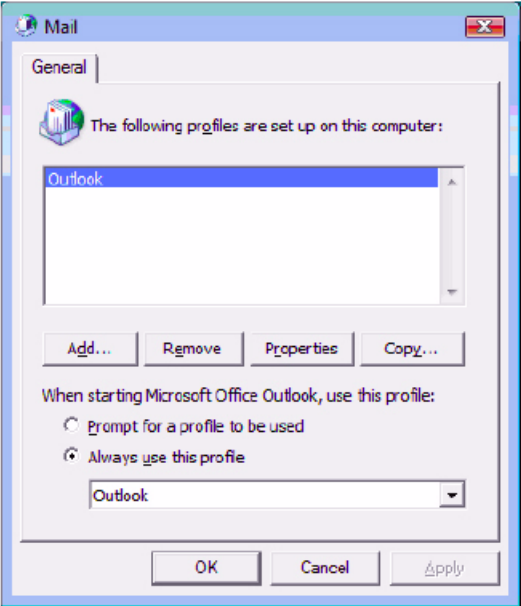 Mail
General
The following profiles are set up on this computer:
Outlook
Add... Remove Properties Copy...
When starting Microsoft Office Outlook, use this profile:
Prompt for a profile to be used
Always use this profile
Outlook
OK Cancel Apply